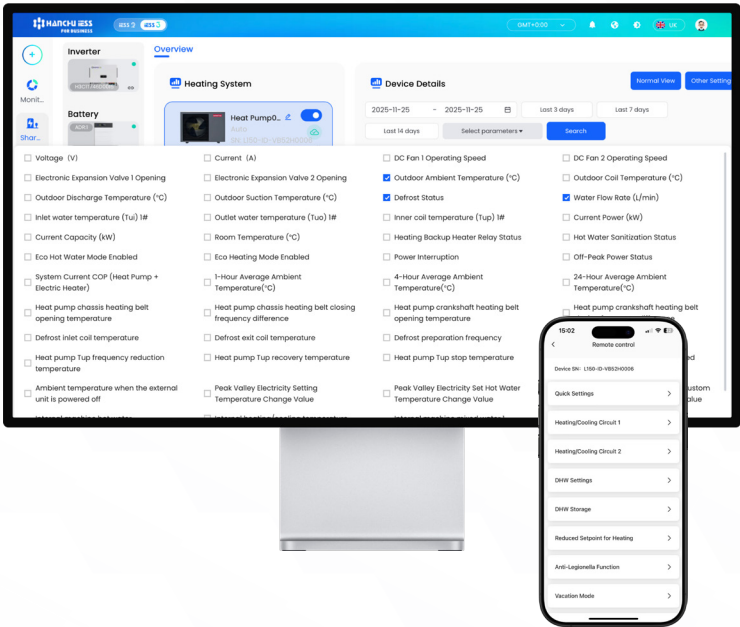 HANCHU iESS
FOR BUSINESS
iESS 2 iESS 3
GMT+0:00
UK
Monit...
Shar...
Inverter
Battery
Overview
Heating System
Heat Pump0...
Auto
Device Details
Normal View
Other Setting
2025-11-25 - 2025-11-25
Last 3 days
Last 7 days
Last 14 days
Select parameters
Search
Voltage (V)
Current (A)
DC Fan 1 Operating Speed
DC Fan 2 Operating Speed
Electronic Expansion Valve 1 Opening
Electronic Expansion Valve 2 Opening
Outdoor Ambient Temperature (°C)
Outdoor Coil Temperature (°C)
Outdoor Discharge Temperature (°C)
Outdoor Suction Temperature (°C)
Defrost Status
Water Flow Rate (L/min)
Inlet water temperature (Tui) 1#
Outlet water temperature (Tuo) 1#
Inner coil temperature (Tup) 1#
Current Power (kW)
Current Capacity (kW)
Room Temperature (°C)
Heating Backup Heater Relay Status
Hot Water Sanitization Status
Eco Hot Water Mode Enabled
Eco Heating Mode Enabled
Power Interruption
Off-Peak Power Status
System Current COP (Heat Pump +
Electric Heater)
1-Hour Average Ambient
Temperature(°C)
4-Hour Average Ambient
Temperature(°C)
24-Hour Average Ambient
Temperature(°C)
Heat pump chassis heating belt
opening temperature
Heat pump chassis heating belt closing
frequency difference
Heat pump crankshaft heating belt
opening temperature
Heat pump crankshaft heating belt
Defrost inlet coil temperature
Defrost exit coil temperature
Defrost preparation frequency
Heat pump Tup frequency reduction
temperature
Heat pump Tup recovery temperature
Heat pump Tup stop temperature
Ambient temperature when the external
unit is powered off
Peak Valley Electricity Setting
Temperature Change Value
Peak Valley Electricity Set Hot Water
Temperature Change Value
15:02
Remote control
Device SN: L150-ID-V852H0006
Quick Settings
Heating/Cooling Circuit 1
Heating/Cooling Circuit 2
DHW Settings
DHW Storage
Reduced Setpoint for Heating
Anti-Legionella Function
Vacation Mode